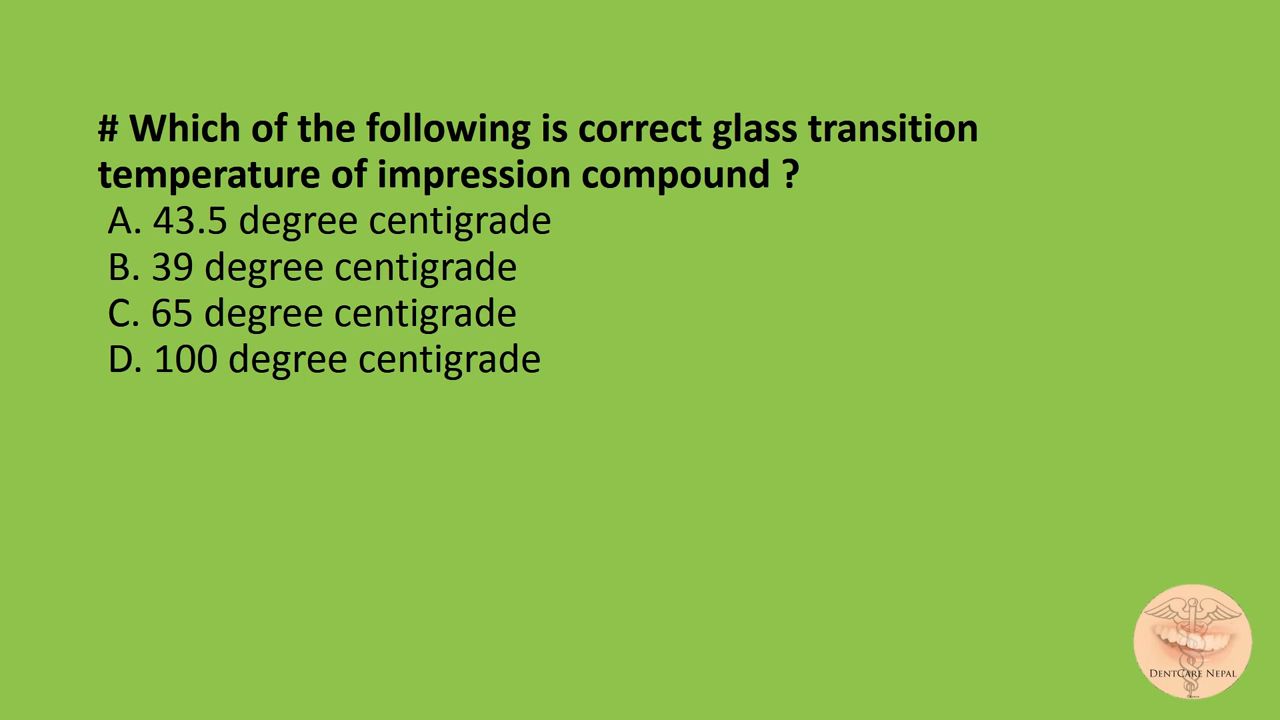 # Which of the following is correct glass transition
temperature of impression compound ?
A. 43.5 degree centigrade
B. 39 degree centigrade
C. 65 degree centigrade
D. 100 degree centigrade
DENTCARE NEPAL